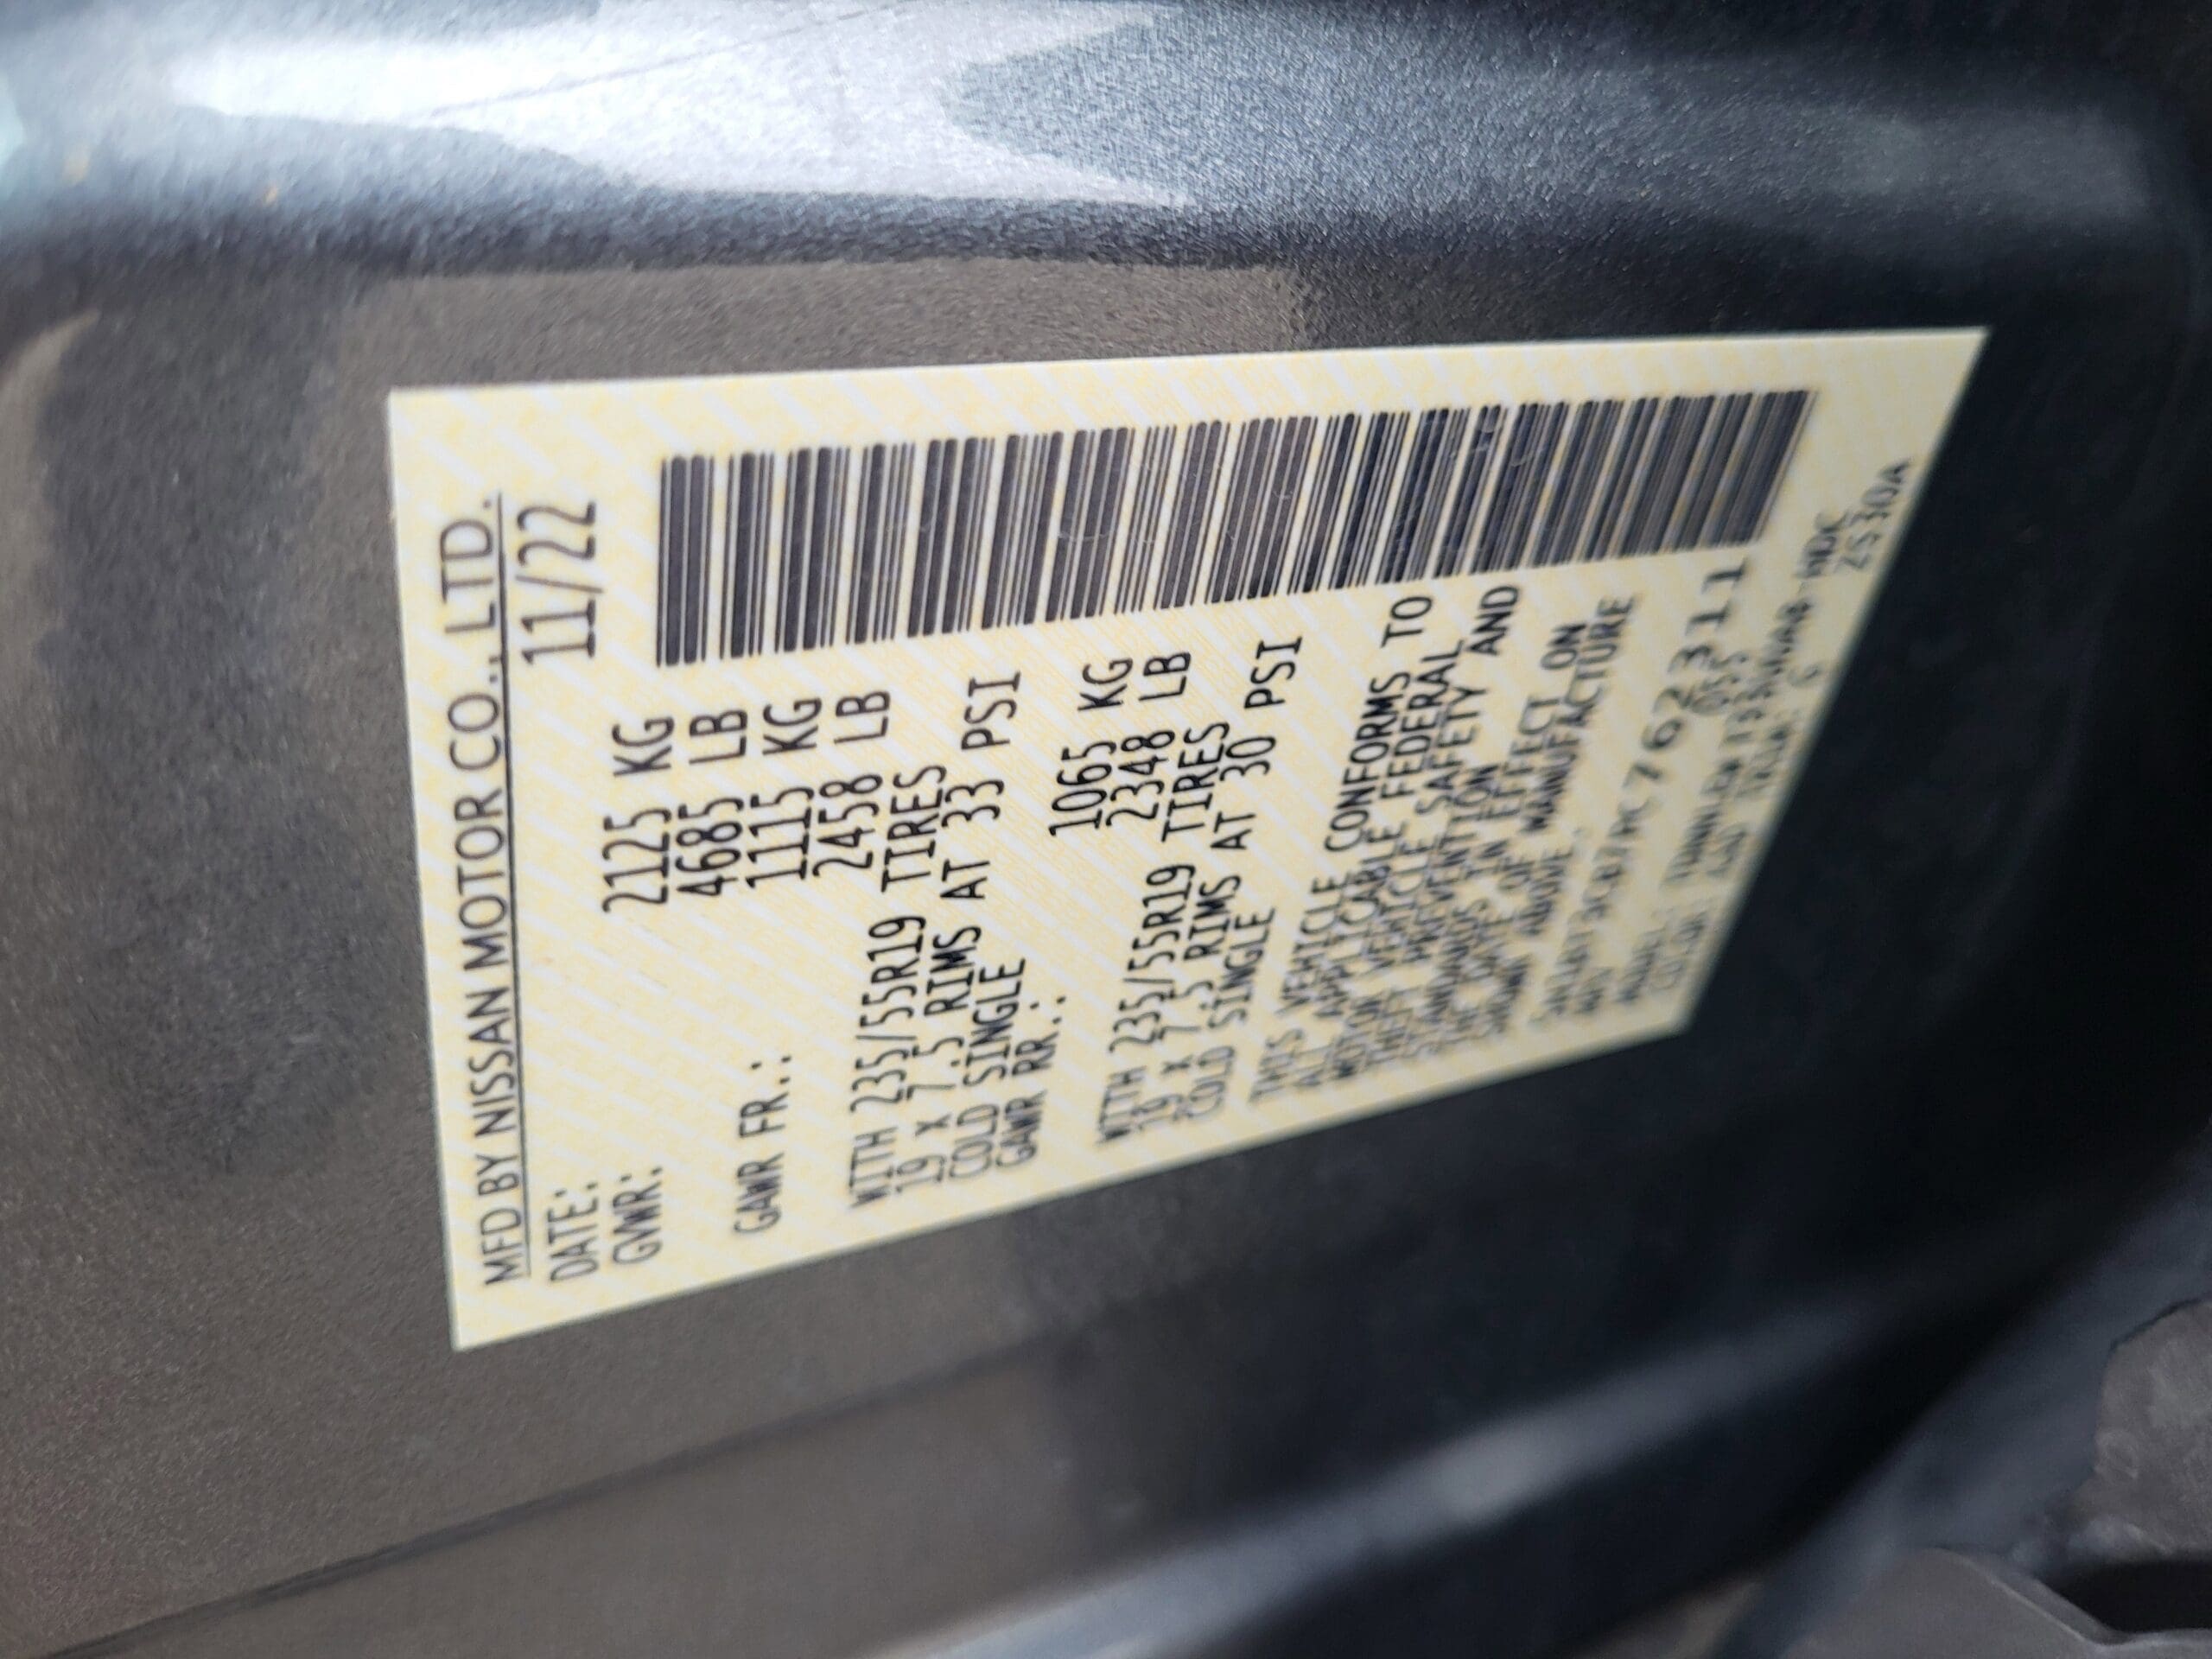 MFD BY NISSAN MOTOR CO., LTD.
DATE: 11/22
GVWR: 2125 KG
4685 LB
GAWR FR.: 1115 KG
2458 LB
WITH 235/55R19 TIRES
19 x 7.5 RIMS AT 33 PSI
COLD SINGLE
GAWR RR.: 1065 KG
2348 LB
WITH 235/55R19 TIRES
19 x 7.5 RIMS AT 30 PSI
COLD SINGLE
THIS VEHICLE CONFORMS TO
ALL APPLICABLE FEDERAL
MOTOR VEHICLE SAFETY AND
THEFT PREVENTION
STANDARDS IN EFFECT ON
THE DATE OF MANUFACTURE
SHOWN ABOVE.
MODEL:
COLOR: TRIM: G